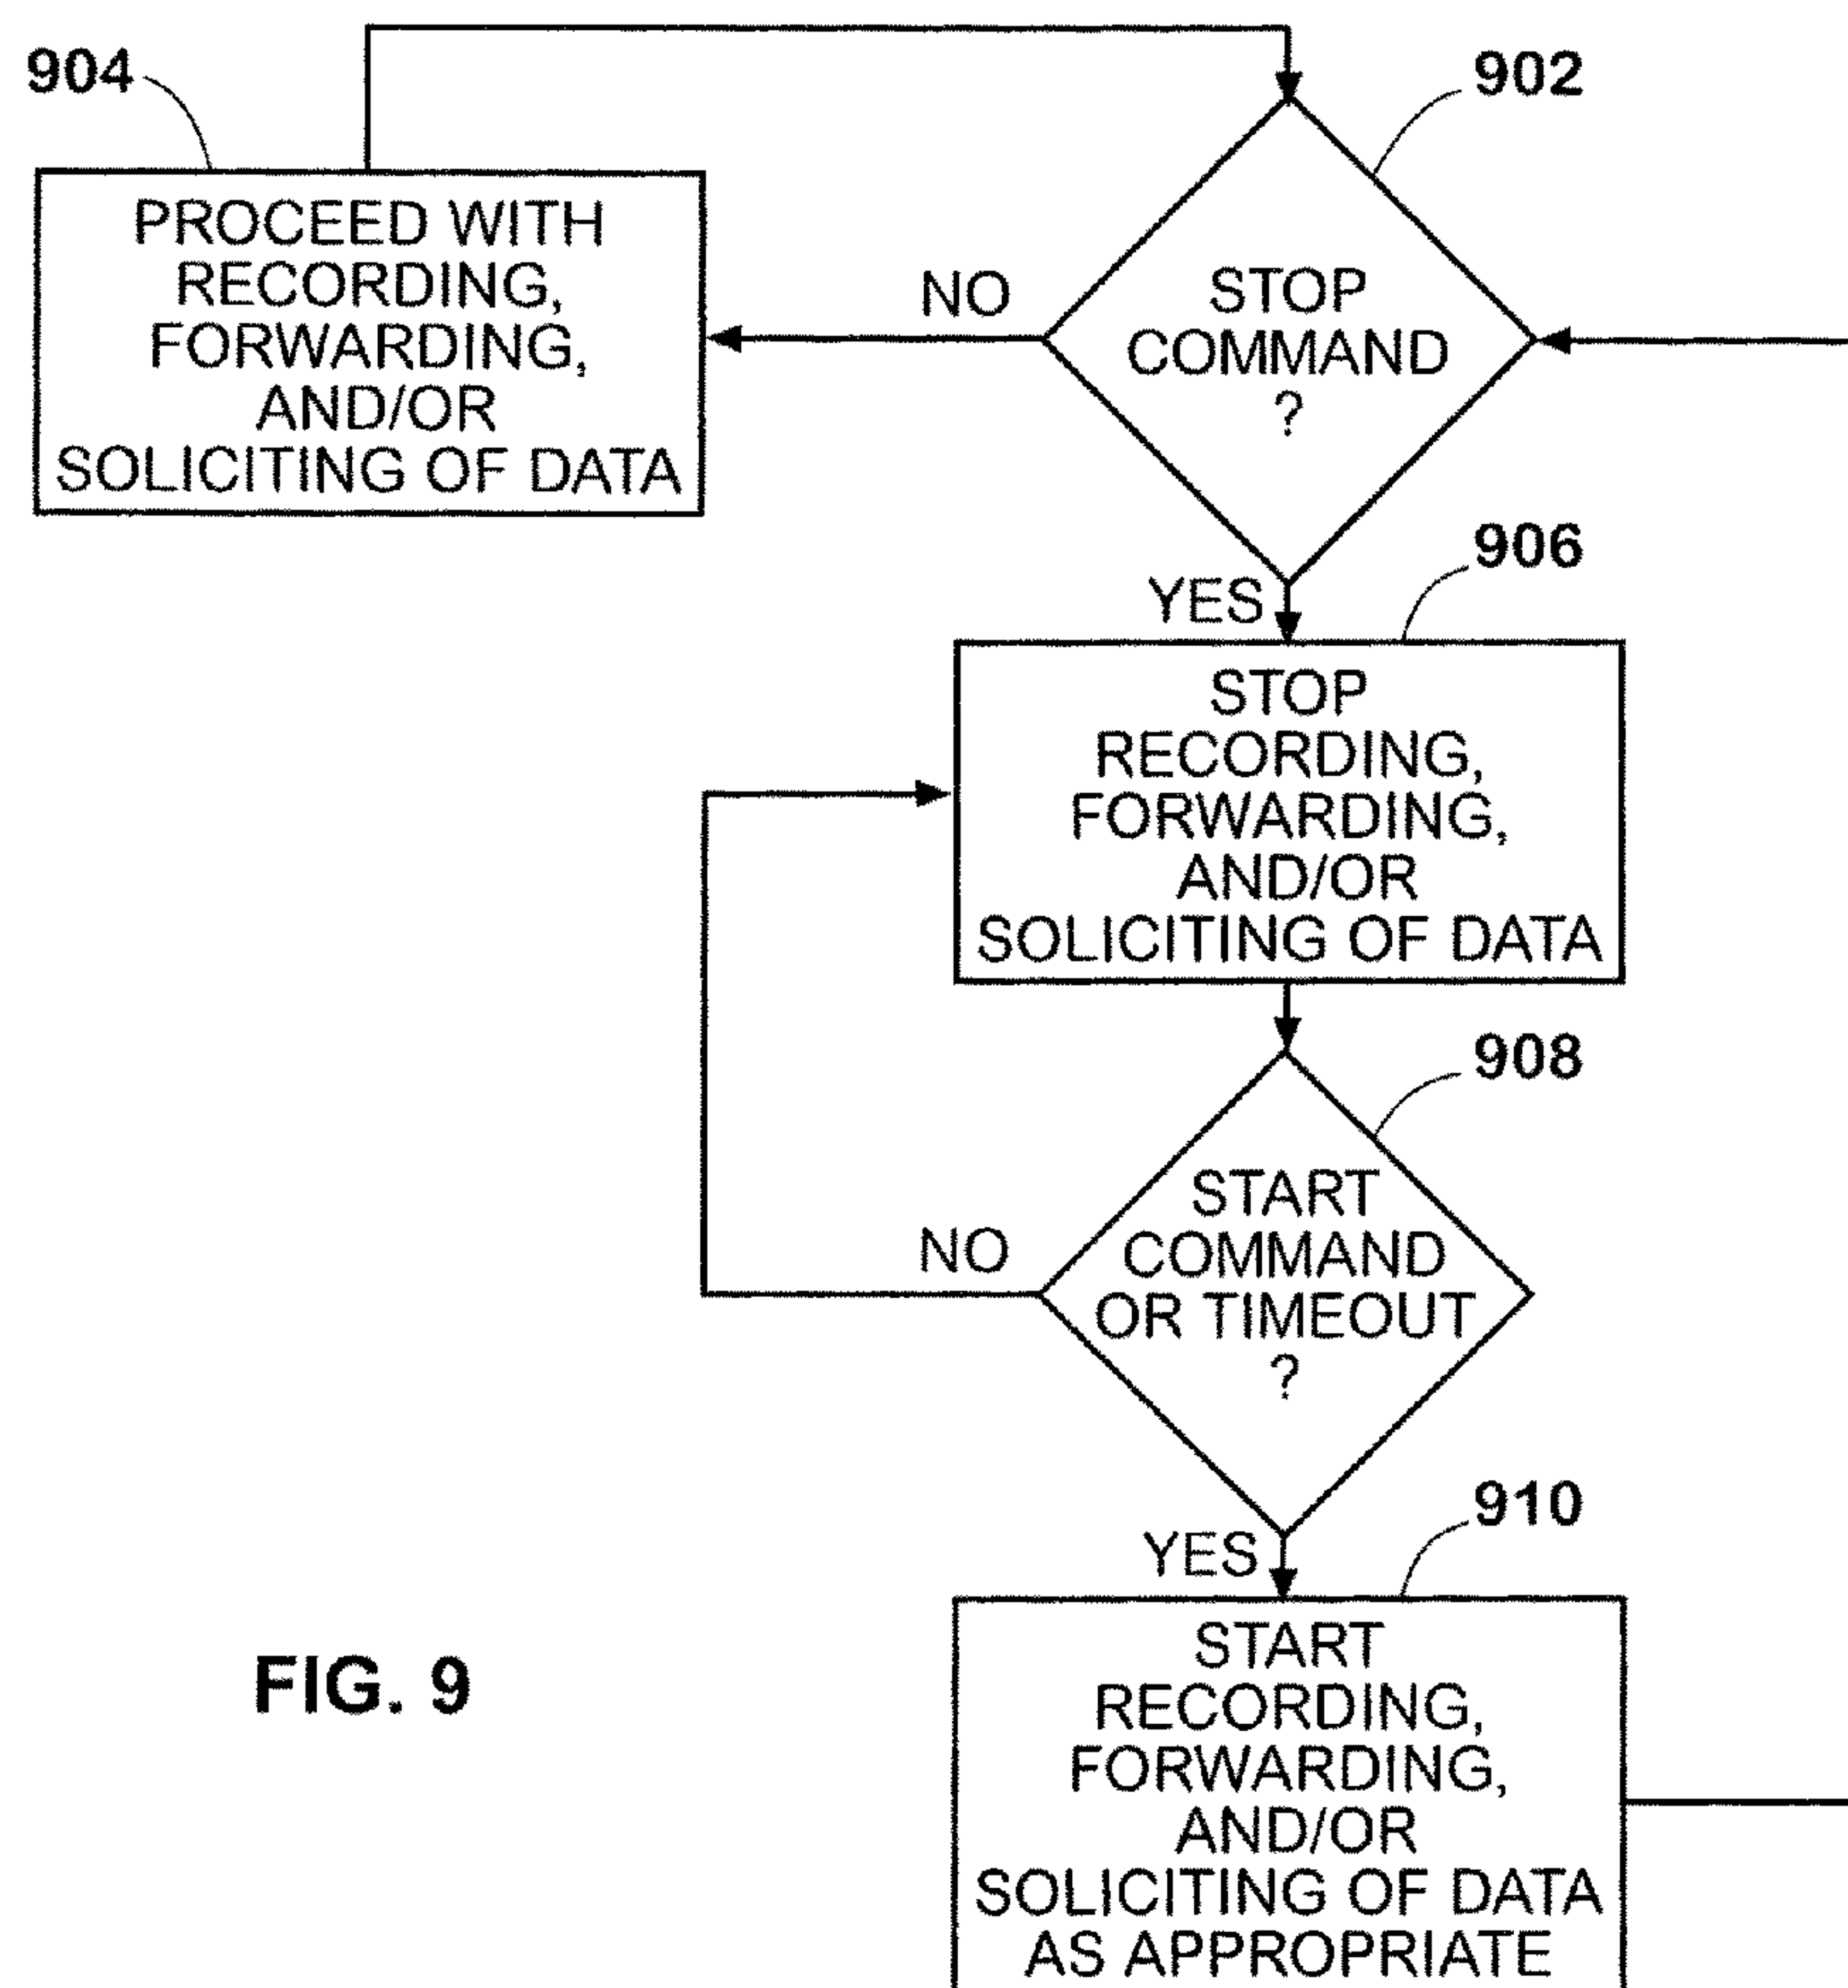 904
902
PROCEED WITH
RECORDING,
FORWARDING,
AND/OR
SOLICITING OF DATA
NO
STOP
COMMAND
?
YES
906
STOP
RECORDING,
FORWARDING,
AND/OR
SOLICITING OF DATA
908
NO
START
COMMAND
OR TIMEOUT
?
YES
910
START
RECORDING,
FORWARDING,
AND/OR
SOLICITING OF DATA
AS APPROPRIATE
FIG. 9